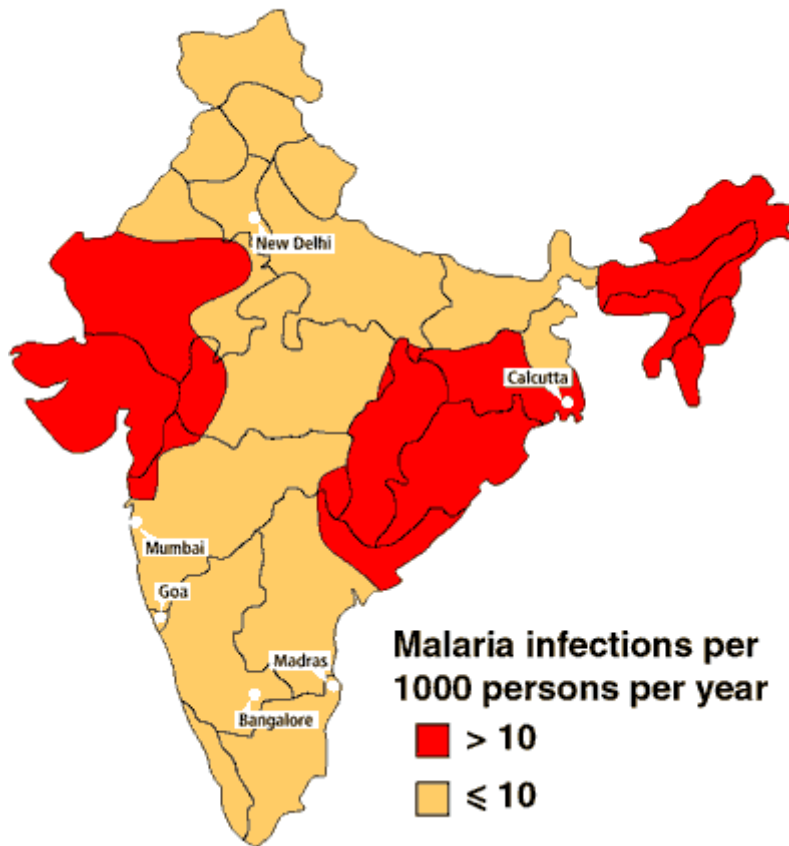 New Delhi
Calcutta
Mumbai
Goa
Madras
Bangalore
Malaria infections per
1000 persons per year
> 10
⩽ 10